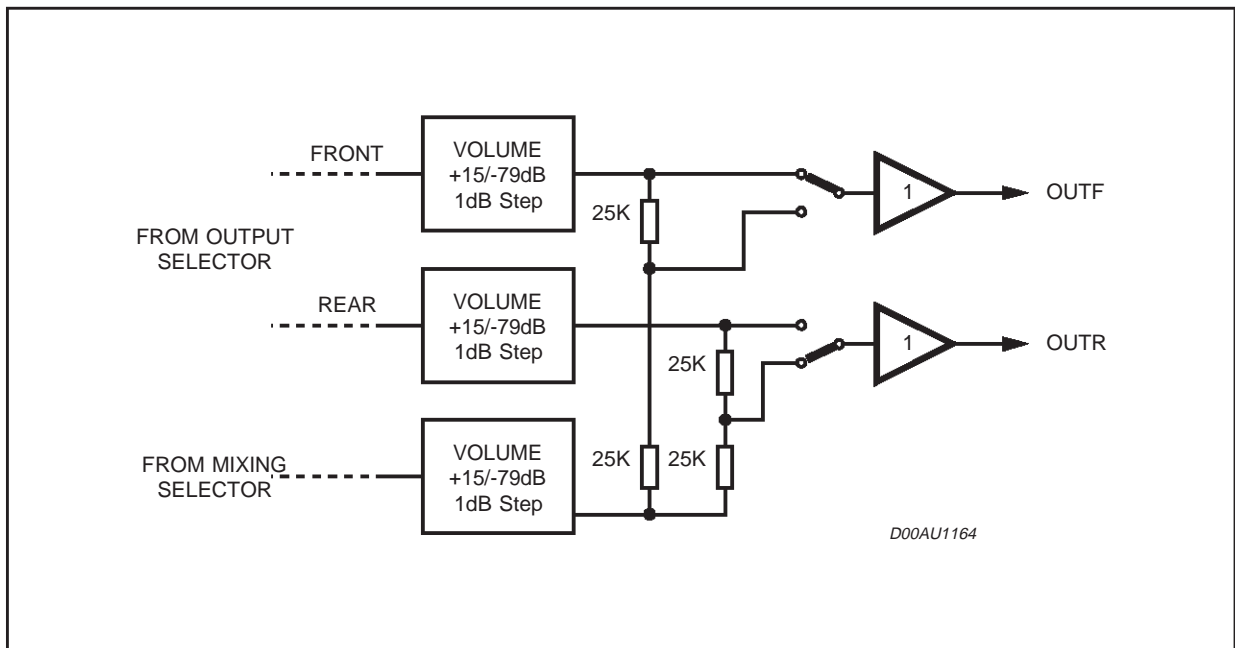 FRONT
VOLUME
+15/-79dB
1dB Step
25K
1
OUTF
FROM OUTPUT
SELECTOR
REAR
VOLUME
+15/-79dB
1dB Step
25K
1
OUTR
FROM MIXING
SELECTOR
VOLUME
+15/-79dB
1dB Step
25K
25K
D00AU1164